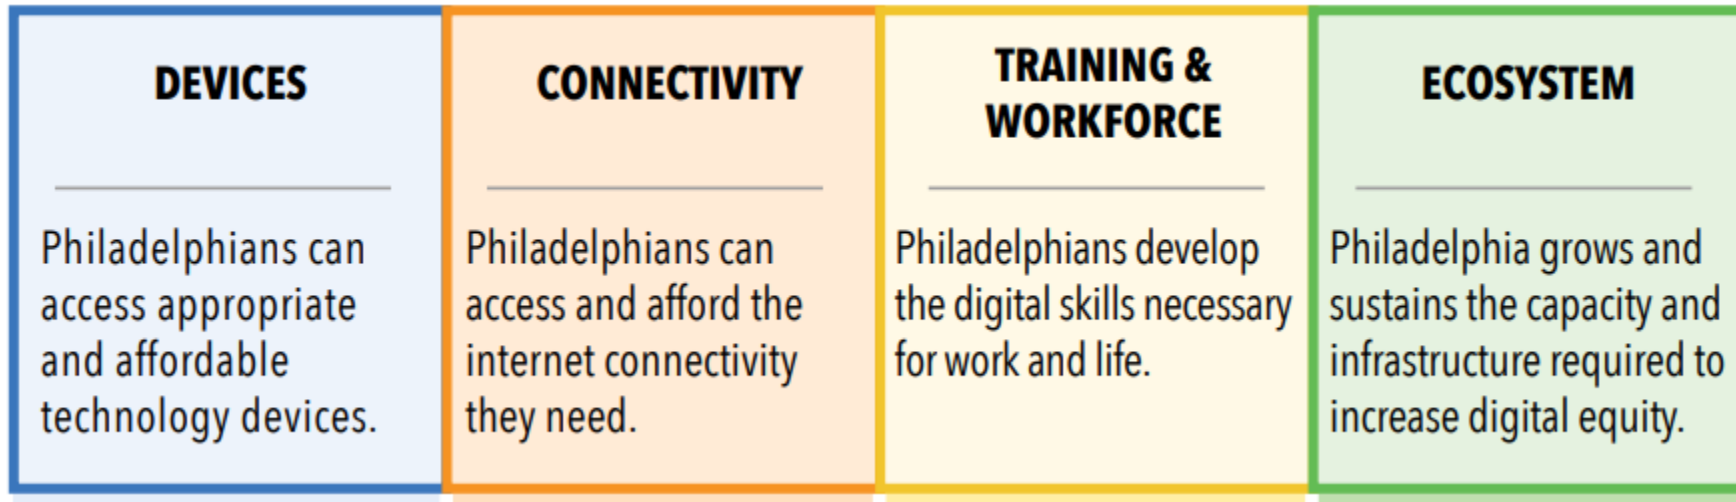 DEVICES
Philadelphians can
access appropriate
and affordable
technology devices.
CONNECTIVITY
Philadelphians can
access and afford the
internet connectivity
they need.
TRAINING &
WORKFORCE
Philadelphians develop
the digital skills necessary
for work and life.
ECOSYSTEM
Philadelphia grows and
sustains the capacity and
infrastructure required to
increase digital equity.